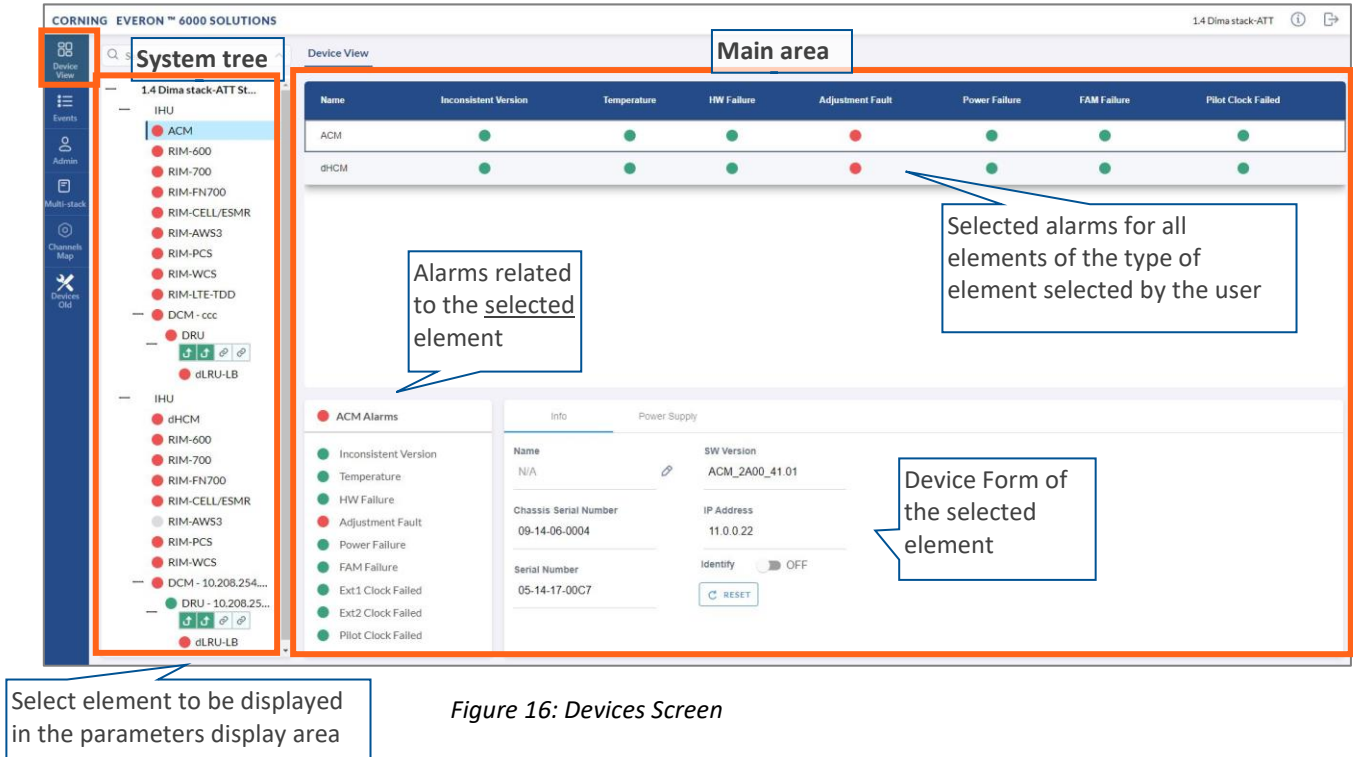 CORNING EVERON ™ 6000 SOLUTIONS
1.4 Dima stack-ATT
Device
View
Events
Admin
Multi-stack
Channels
Map
Devices
Old
System tree
1.4 Dima stack-ATT St...
IHU
ACM
RIM-600
RIM-700
RIM-FN700
RIM-CELL/ESMR
RIM-AWS3
RIM-PCS
RIM-WCS
RIM-LTE-TDD
DCM - ccc
DRU
dLRU-LB
IHU
dHCM
RIM-600
RIM-700
RIM-FN700
RIM-CELL/ESMR
RIM-AWS3
RIM-PCS
RIM-WCS
DCM - 10.208.254....
DRU - 10.208.25...
dLRU-LB
Device View
Main area
Name Inconsistent Version Temperature HW Failure Adjustment Fault Power Failure FAM Failure Pilot Clock Failed
ACM
dHCM
Selected alarms for all
elements of the type of
element selected by the user
Alarms related
to the selected
element
ACM Alarms
Inconsistent Version
Temperature
HW Failure
Adjustment Fault
Power Failure
FAM Failure
Ext1 Clock Failed
Ext2 Clock Failed
Pilot Clock Failed
Info Power Supply
Name
N/A
SW Version
ACM_2A00_41.01
Chassis Serial Number
09-14-06-0004
IP Address
11.0.0.22
Serial Number
05-14-17-00C7
Identify OFF
RESET
Device Form of
the selected
element
Select element to be displayed
in the parameters display area
Figure 16: Devices Screen